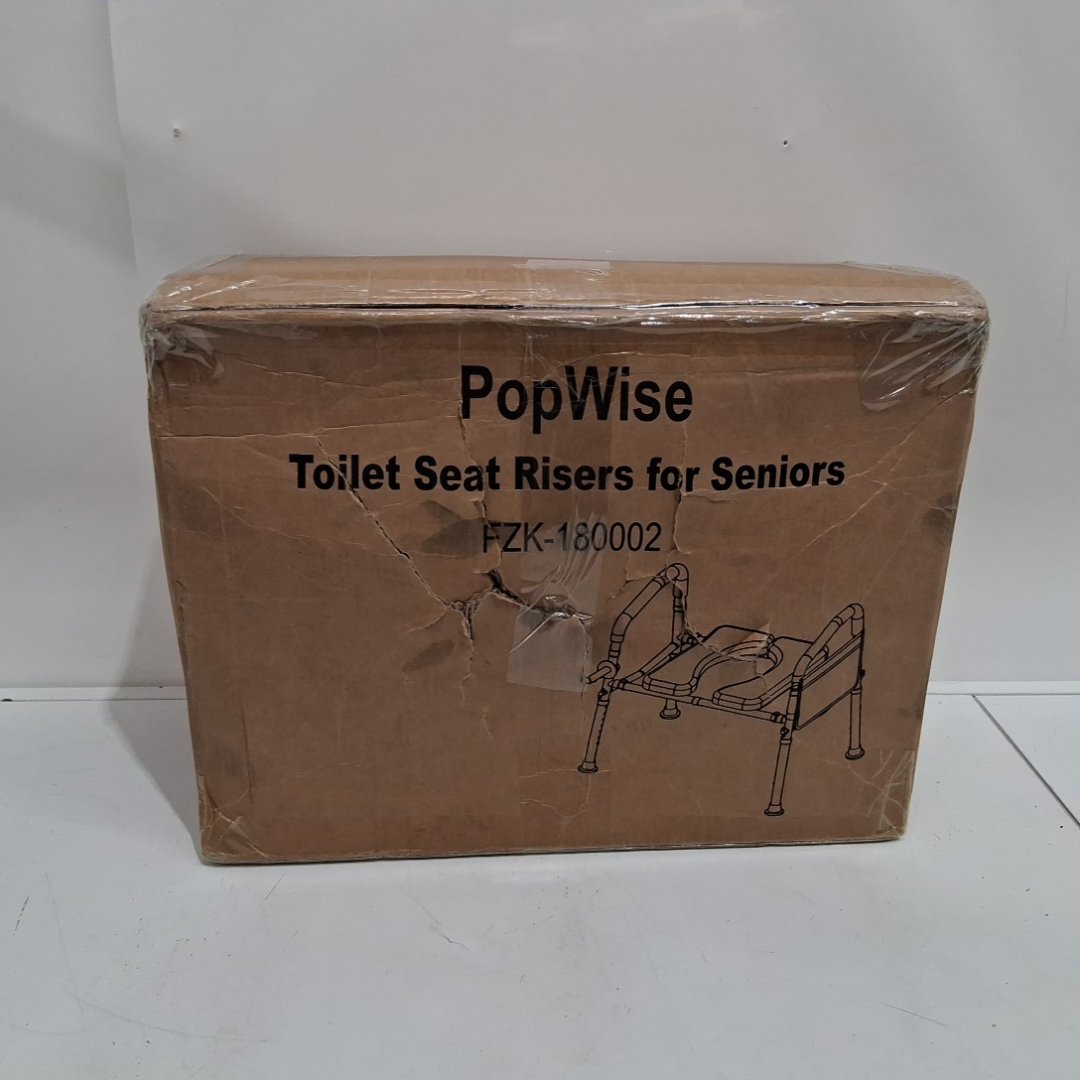 PopWise
Toilet Seat Risers for Seniors
FZK-180002